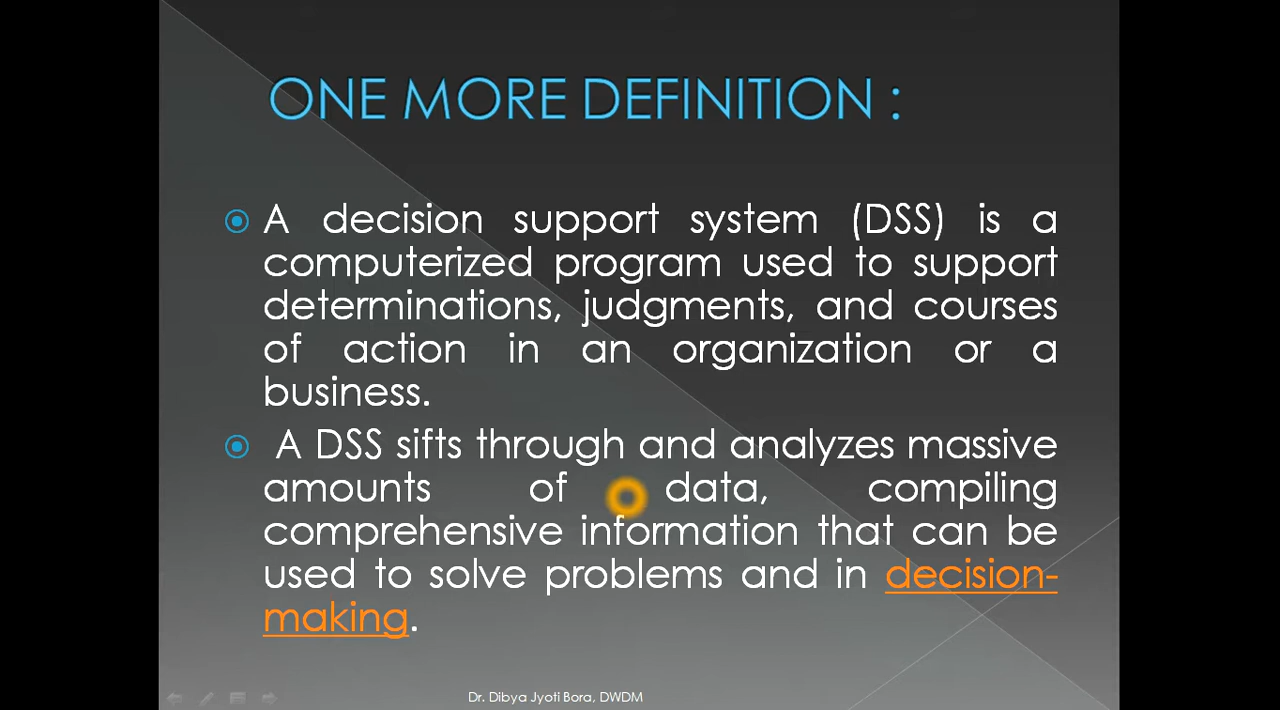 ONE MORE DEFINITION :
A decision support system (DSS) is a
computerized program used to support
determinations, judgments, and courses
of action in an organization or a
business.
A DSS sifts through and analyzes massive
amounts of data, compiling
comprehensive information that can be
used to solve problems and in decision-
making.
Dr. Dibya Jyoti Bora, DWDM